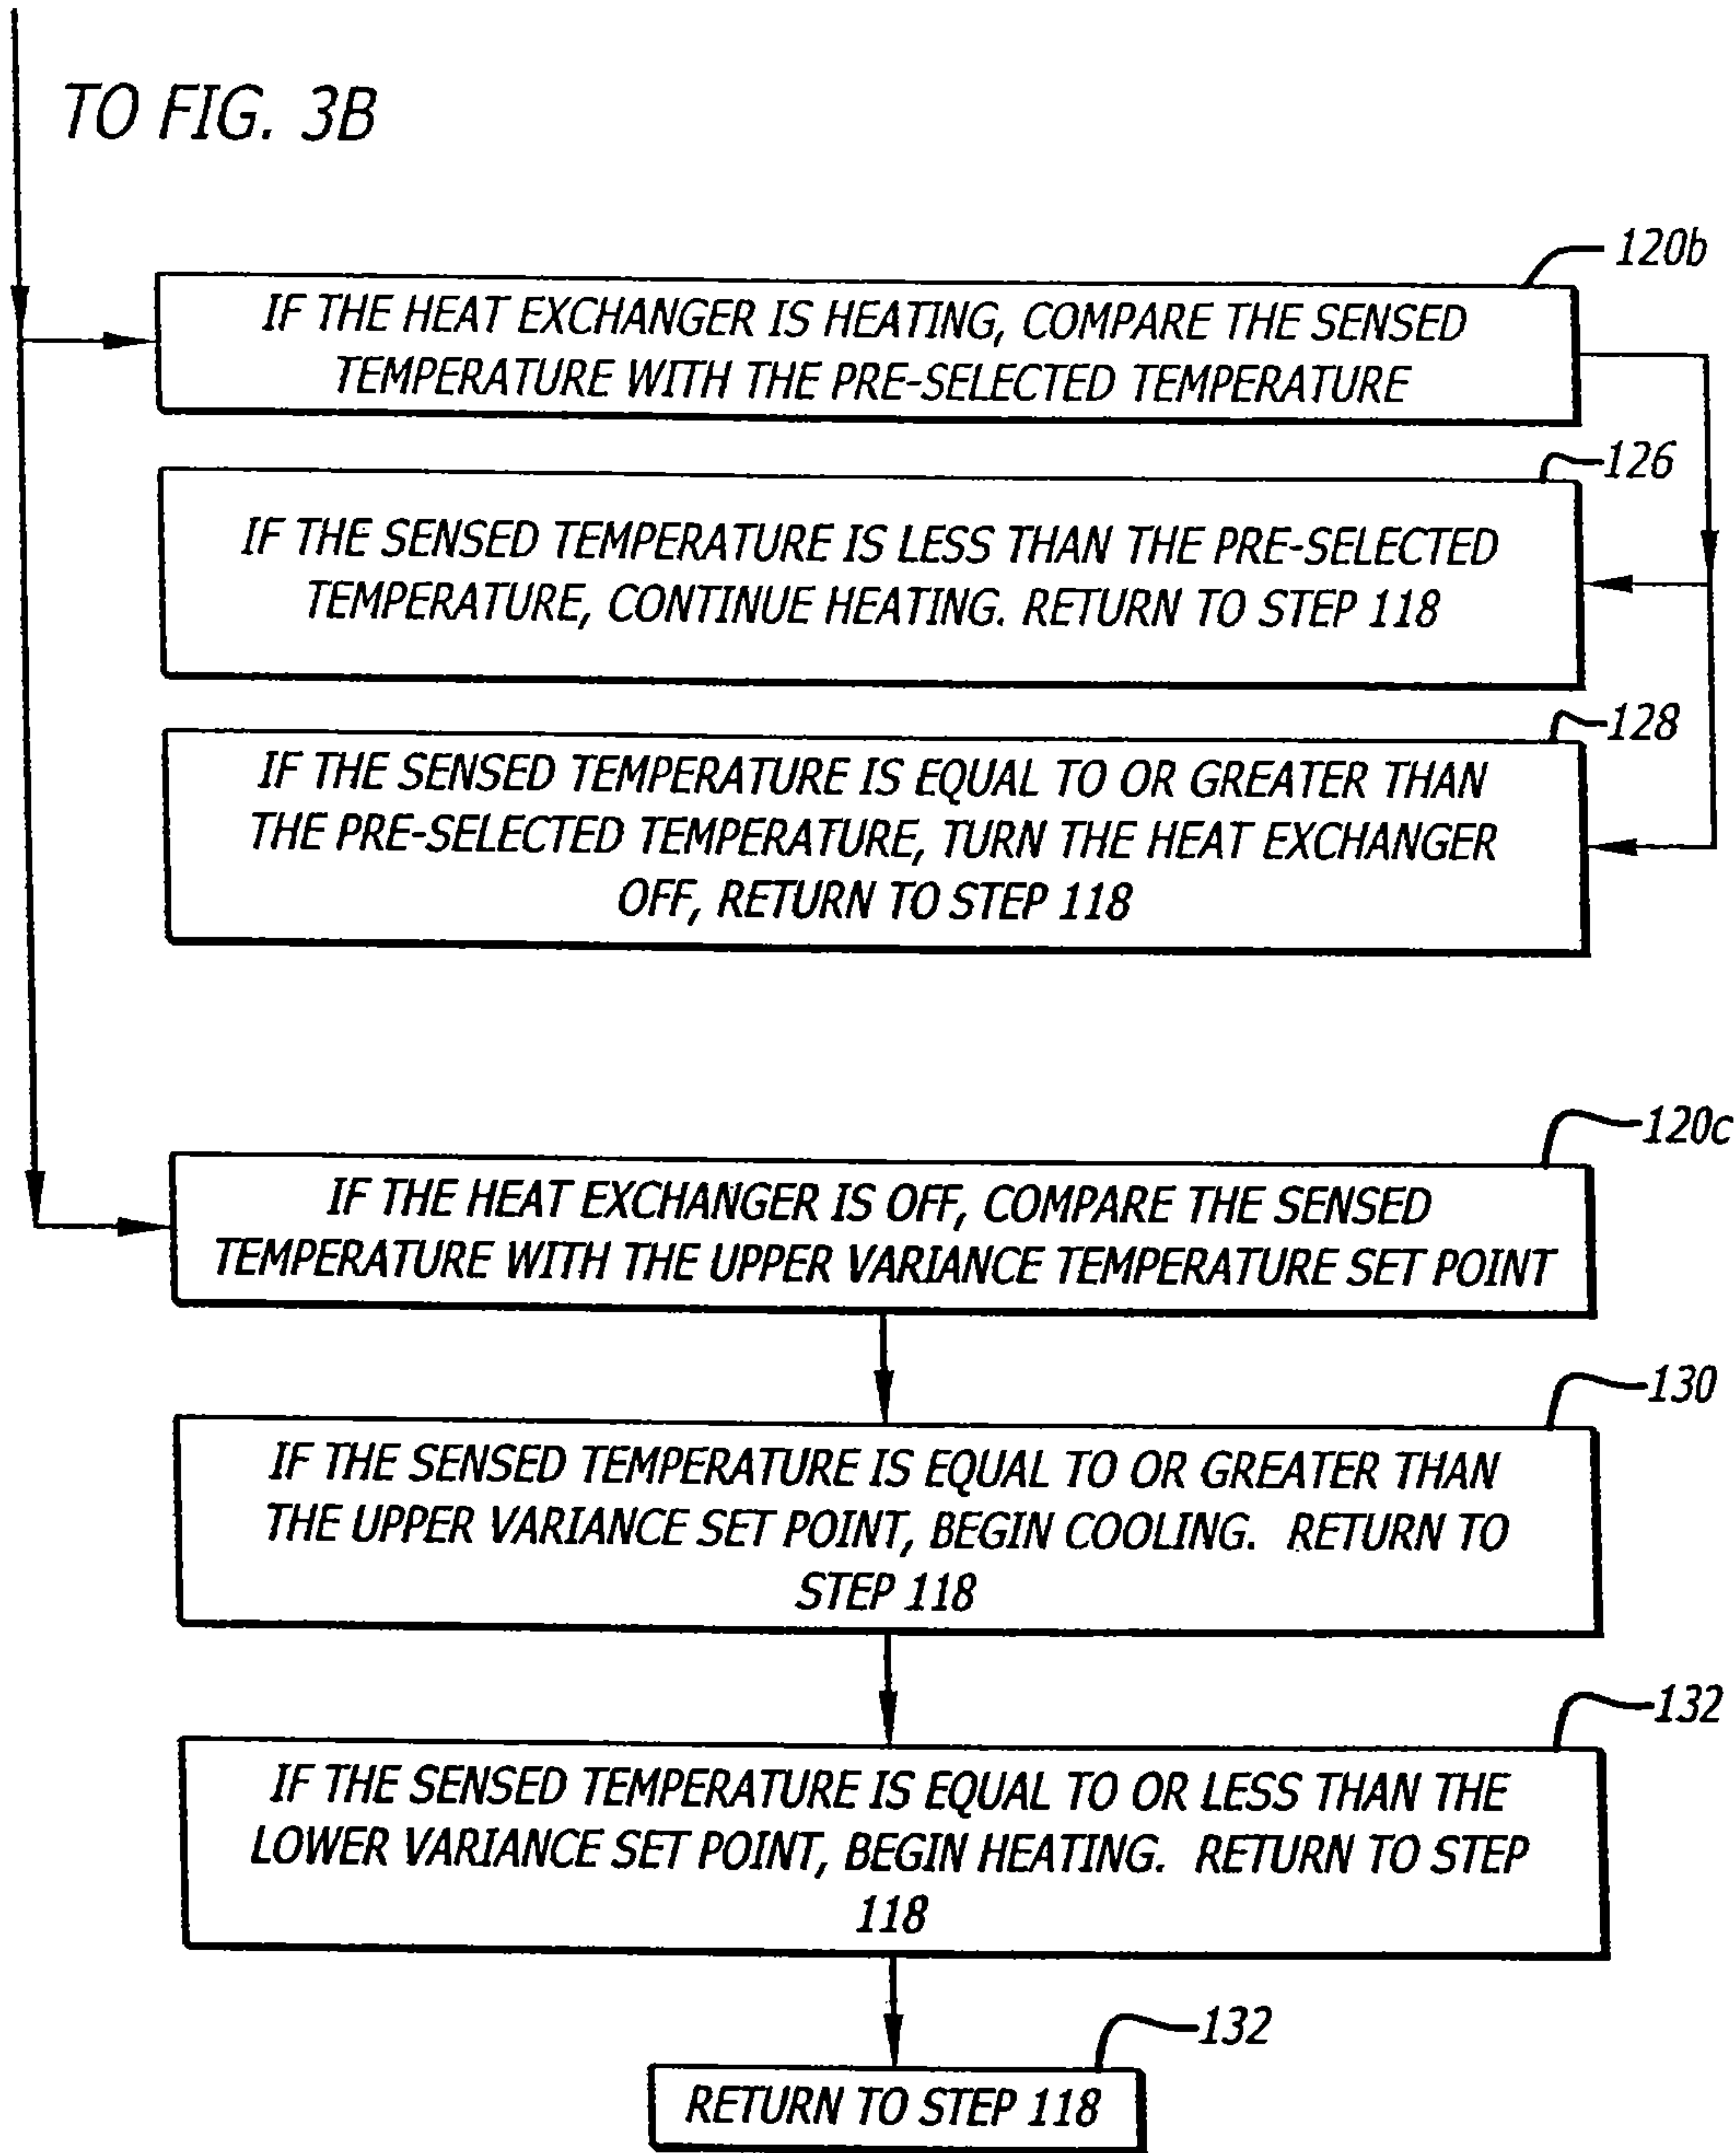 TO FIG. 3B
120b
IF THE HEAT EXCHANGER IS HEATING, COMPARE THE SENSED
TEMPERATURE WITH THE PRE-SELECTED TEMPERATURE
126
IF THE SENSED TEMPERATURE IS LESS THAN THE PRE-SELECTED
TEMPERATURE, CONTINUE HEATING. RETURN TO STEP 118
128
IF THE SENSED TEMPERATURE IS EQUAL TO OR GREATER THAN
THE PRE-SELECTED TEMPERATURE, TURN THE HEAT EXCHANGER
OFF, RETURN TO STEP 118
120c
IF THE HEAT EXCHANGER IS OFF, COMPARE THE SENSED
TEMPERATURE WITH THE UPPER VARIANCE TEMPERATURE SET POINT
130
IF THE SENSED TEMPERATURE IS EQUAL TO OR GREATER THAN
THE UPPER VARIANCE SET POINT, BEGIN COOLING. RETURN TO
STEP 118
132
IF THE SENSED TEMPERATURE IS EQUAL TO OR LESS THAN THE
LOWER VARIANCE SET POINT, BEGIN HEATING. RETURN TO STEP
118
132
RETURN TO STEP 118